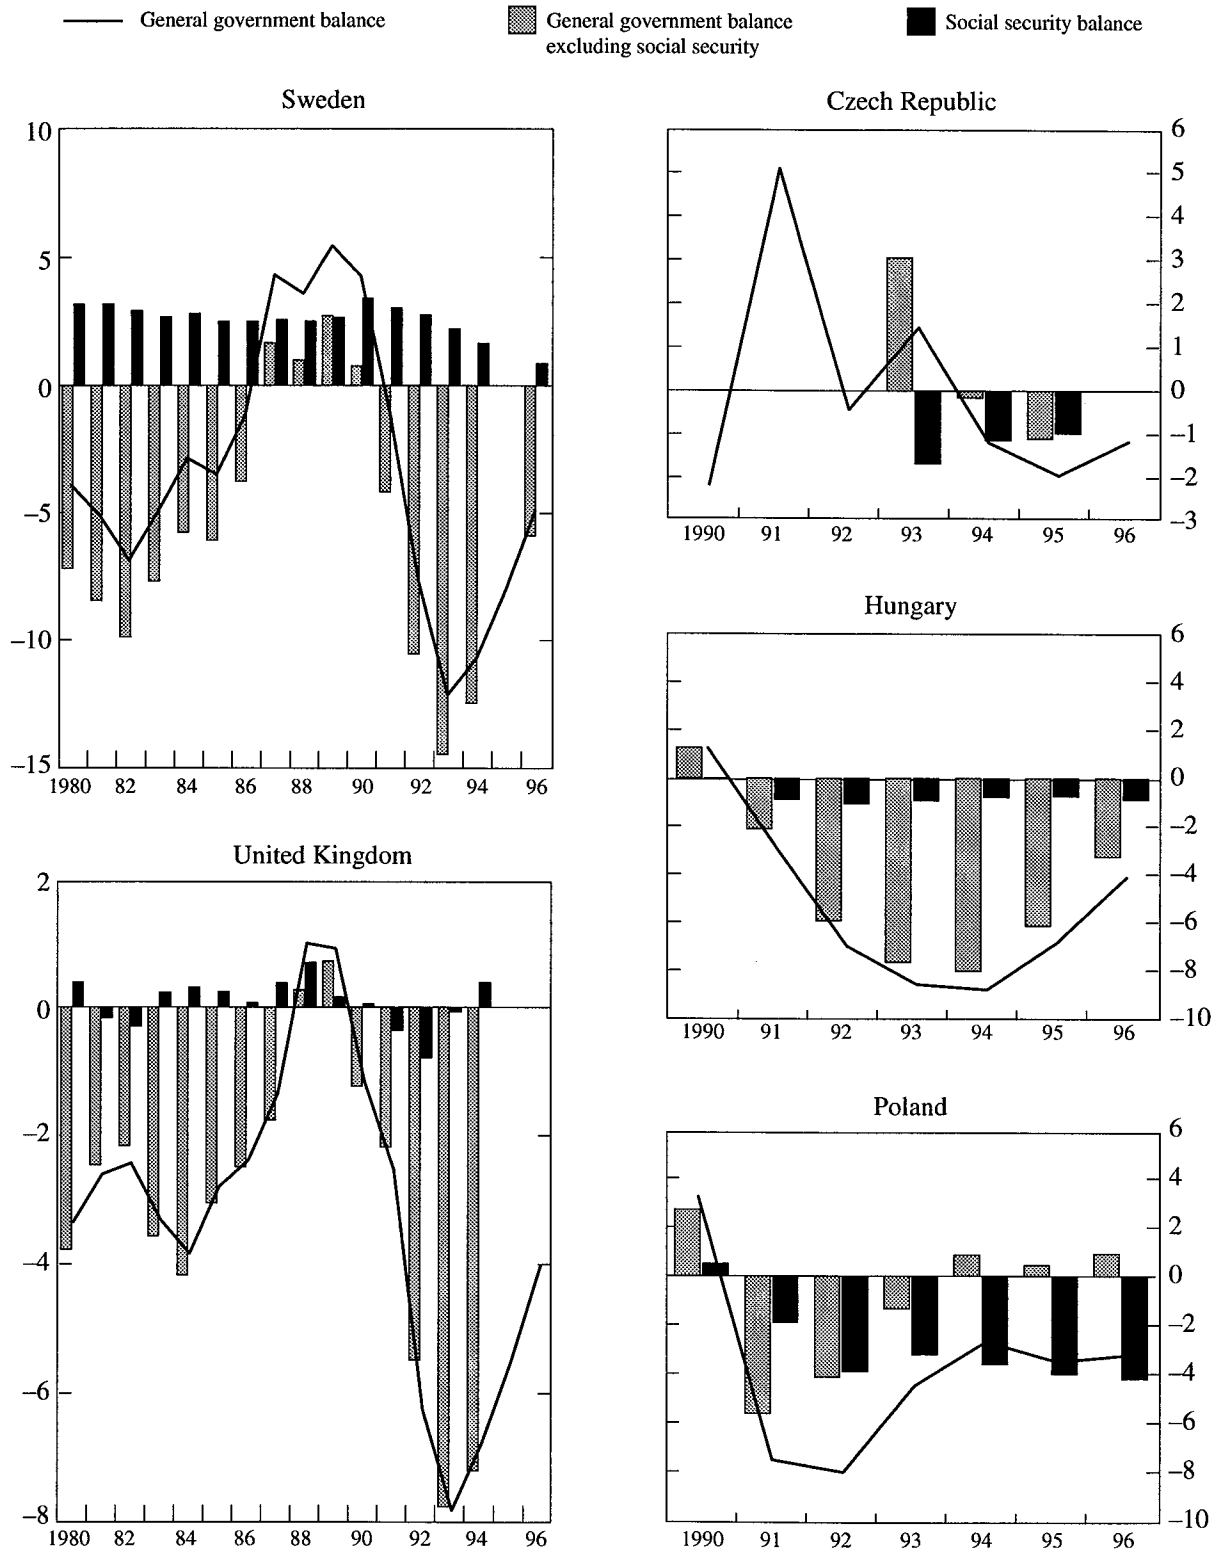 General government balance
General government balance
excluding social security
Social security balance
Sweden
10
5
0
−5
−10
−15
1980 82 84 86 88 90 92 94 96
United Kingdom
2
0
−2
−4
−6
−8
1980 82 84 86 88 90 92 94 96
Czech Republic
6
5
4
3
2
1
0
−1
−2
−3
1990 91 92 93 94 95 96
Hungary
6
4
2
0
−2
−4
−6
−8
−10
1990 91 92 93 94 95 96
Poland
6
4
2
0
−2
−4
−6
−8
−10
1990 91 92 93 94 95 96